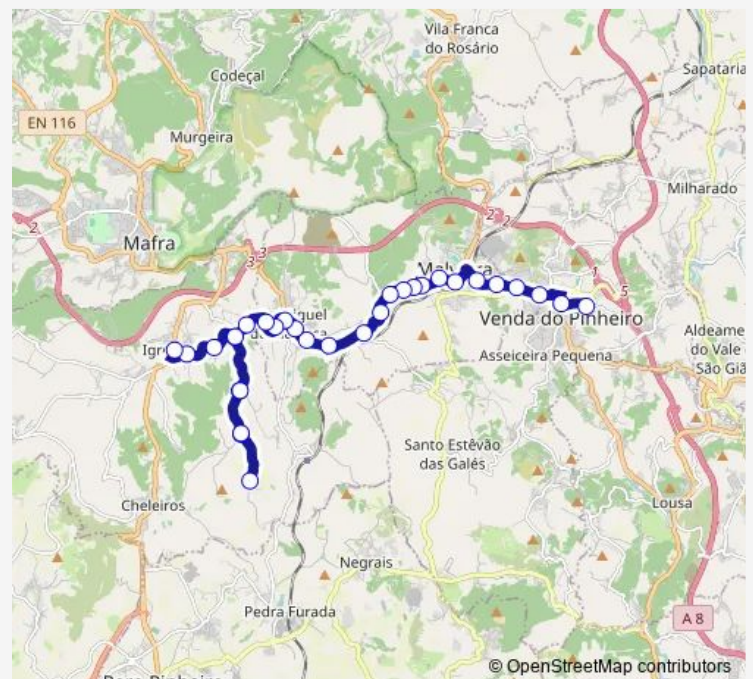 Vila Franca
do Rosário
Sapataria
Codeçal
EN 116
Murgeira
Milharado
2
2
2
Mafra
3
3
1
5
Venda do Pinheiro
Aldeame
do Vale
São Giã
Asseiceira Pequena
Santo Estêvão
das Galés
Cheleiros
Lousa
Negrais
Pedra Furada
A 8
© OpenStreetMap contributors